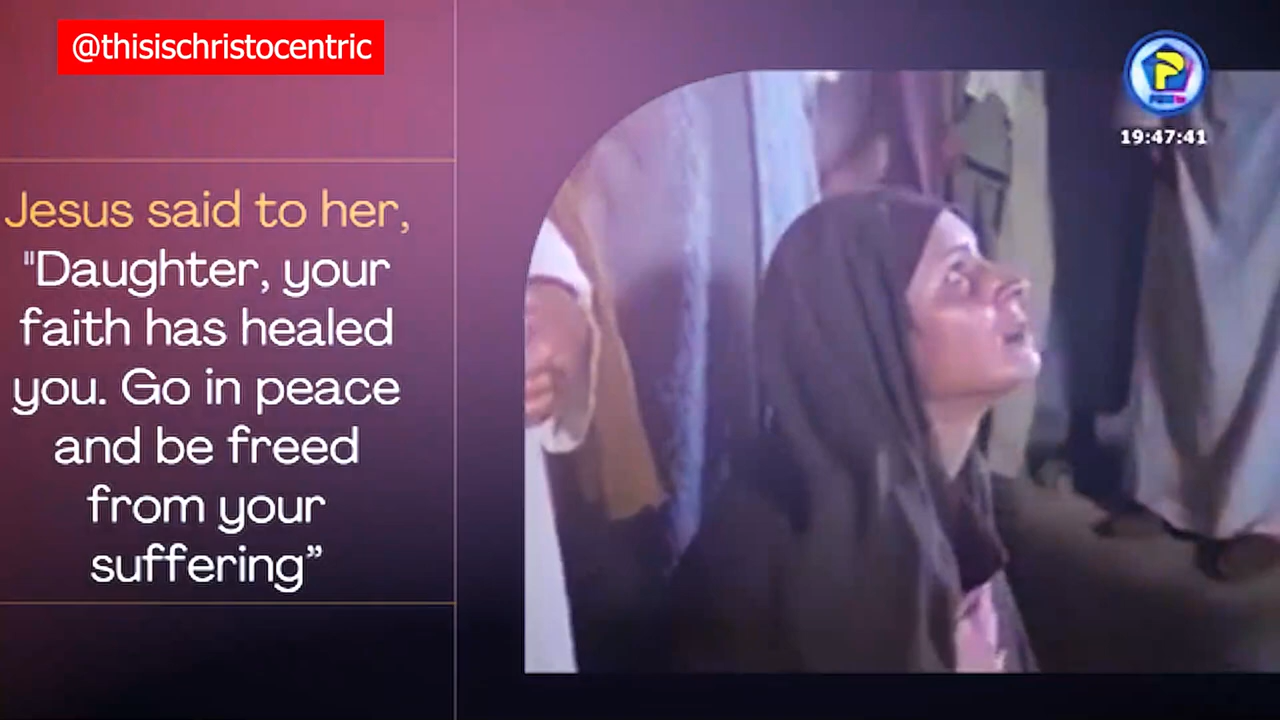 @thisischristocentric
19:47:41
Jesus said to her,
"Daughter, your
faith has healed
you. Go in peace
and be freed
from your
suffering”